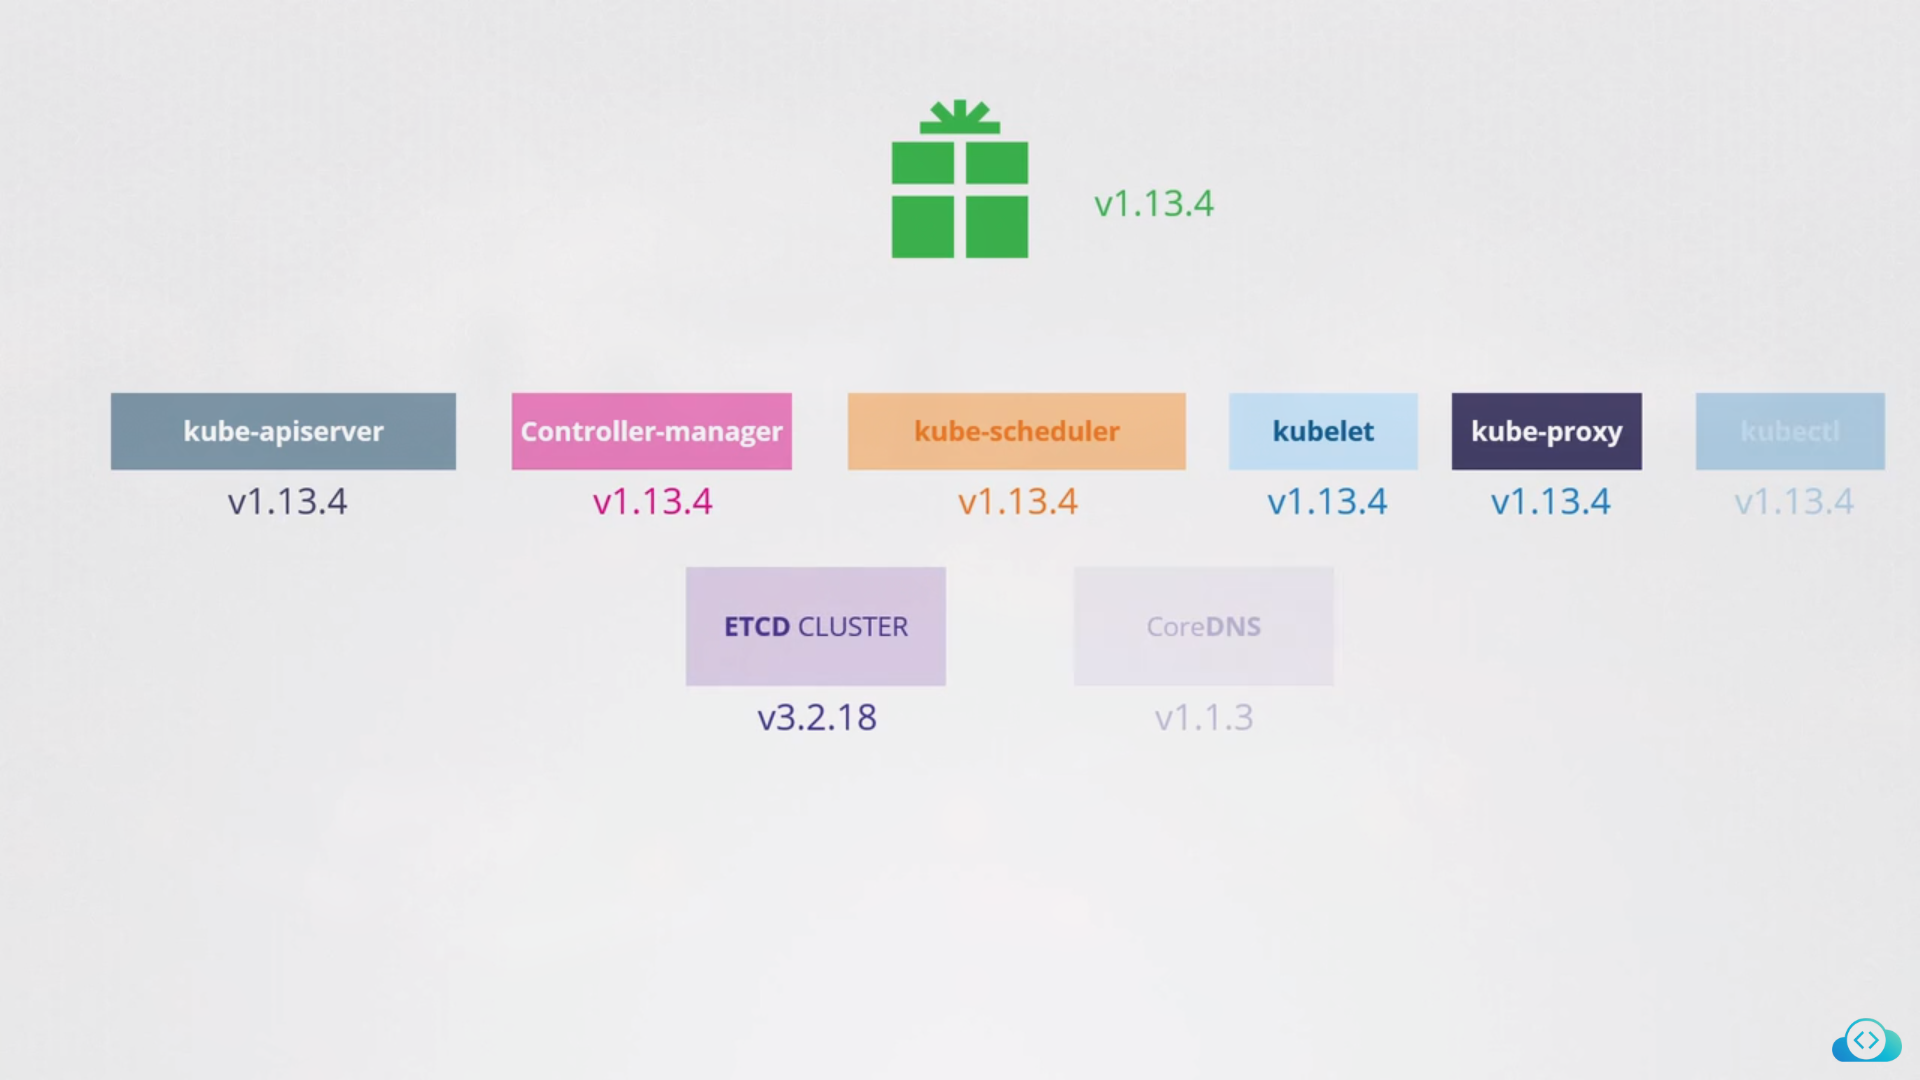 v1.13.4
kube-apiserver
Controller-manager
kube-scheduler
kubelet
kube-proxy
kubectl
v1.13.4
v1.13.4
v1.13.4
v1.13.4
v1.13.4
v1.13.4
ETCD CLUSTER
CoreDNS
v3.2.18
v1.1.3